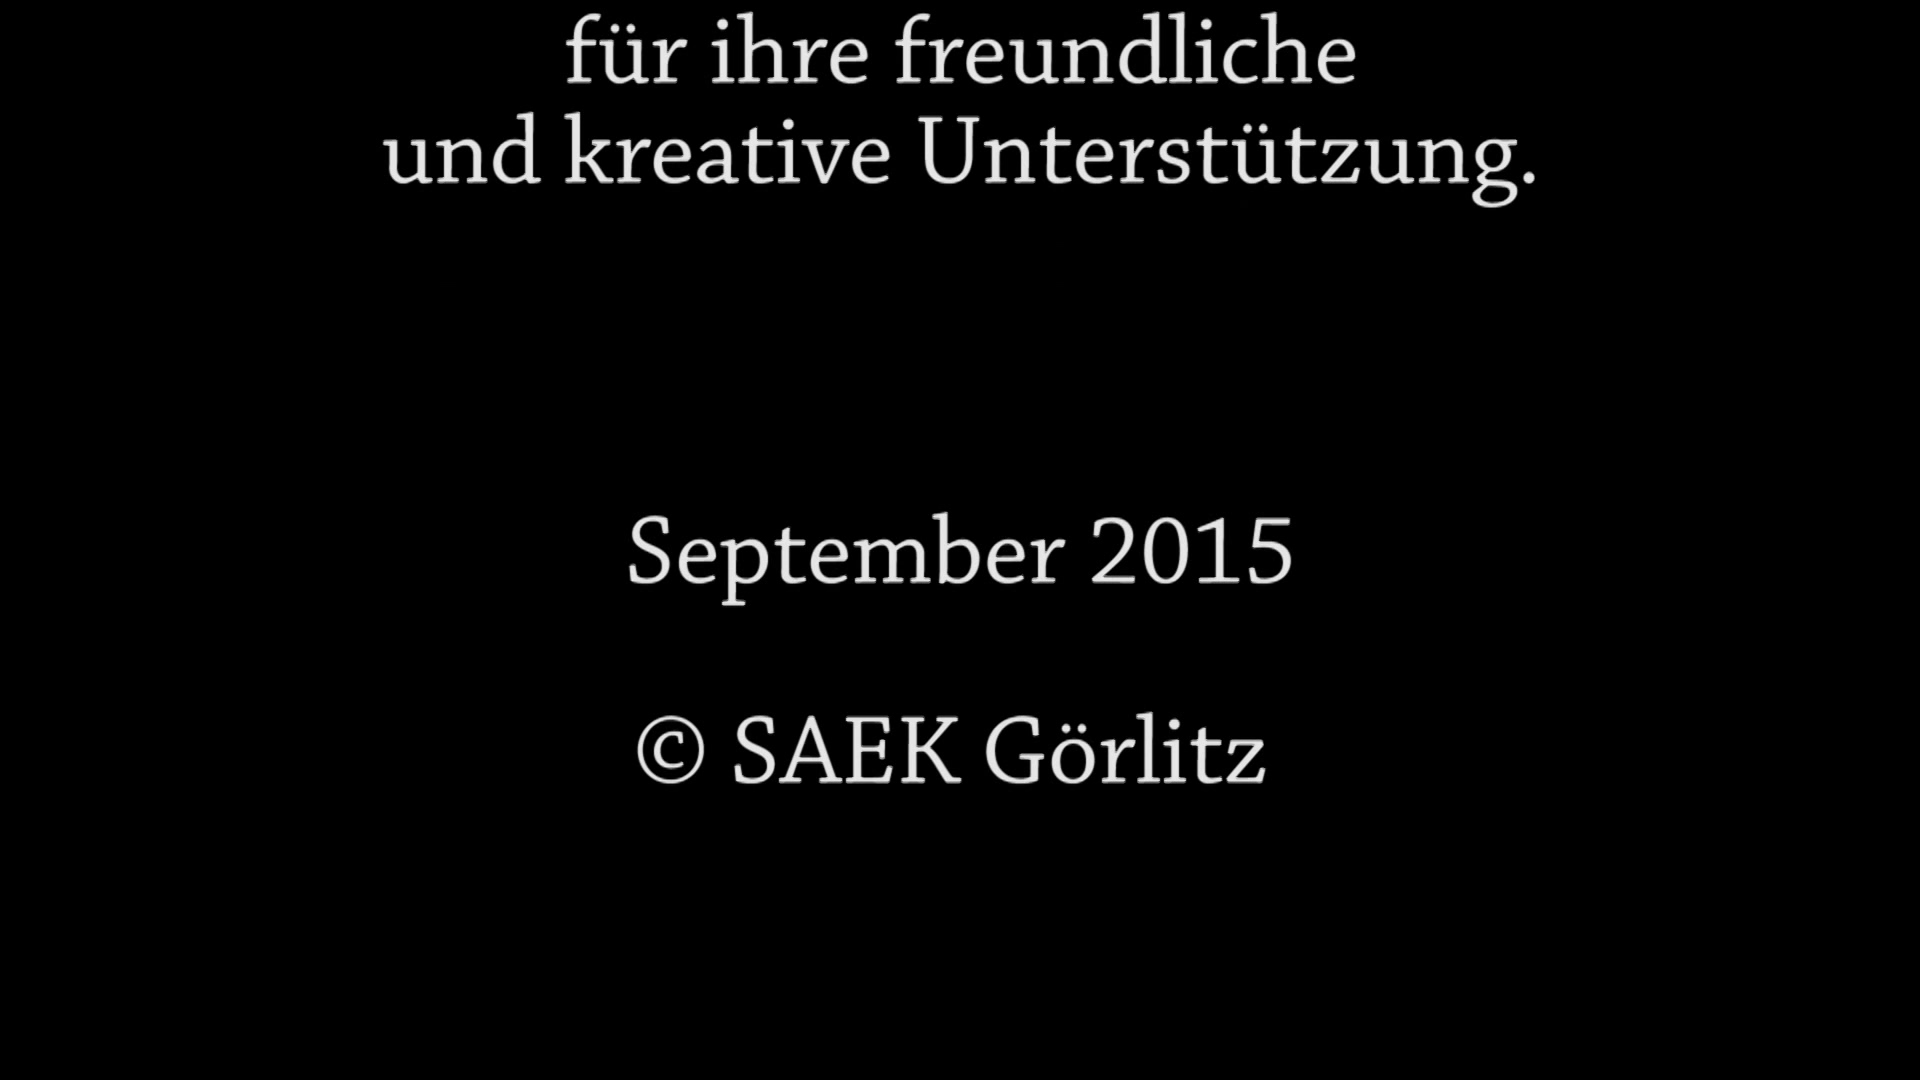 für ihre freundliche
und kreative Unterstützung.
September 2015
© SAEK Görlitz